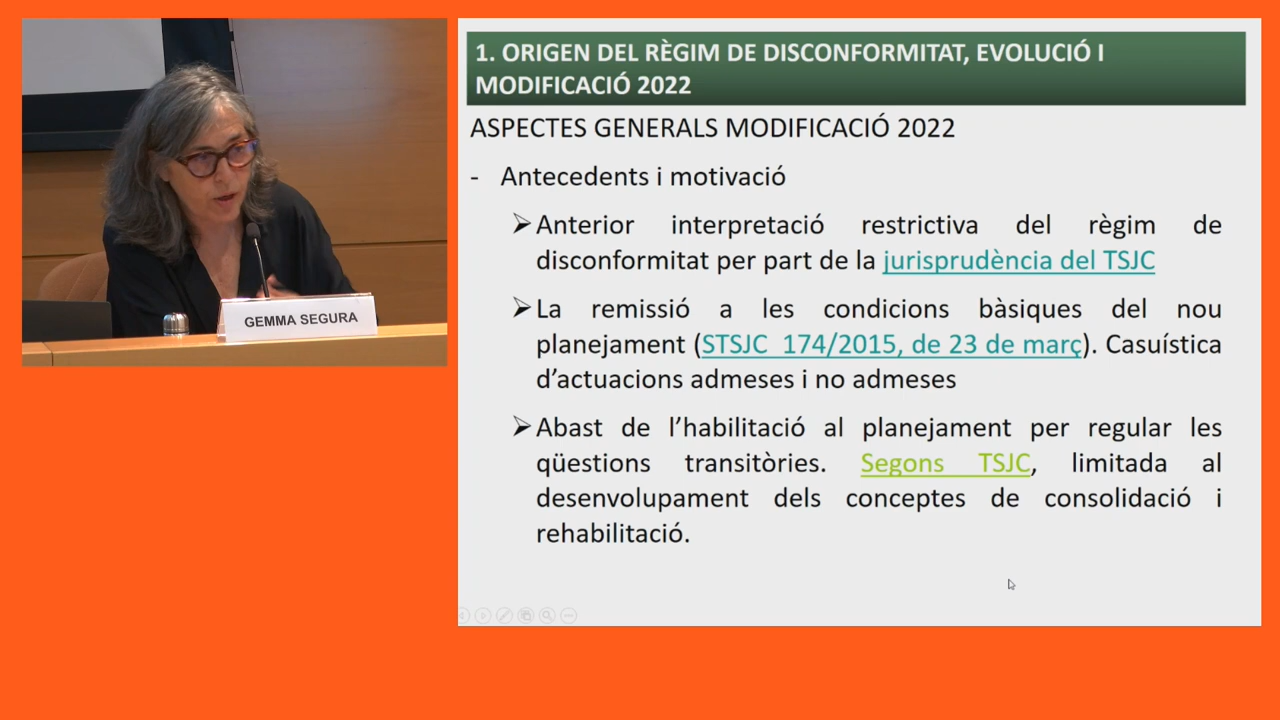 GEMMA SEGURA
1. ORIGEN DEL RÈGIM DE DISCONFORMITAT, EVOLUCIÓ I
MODIFICACIÓ 2022
ASPECTES GENERALS MODIFICACIÓ 2022
- Antecedents i motivació
➢Anterior interpretació restrictiva del règim de
disconformitat per part de la jurisprudència del TSJC
➢La remissió a les condicions bàsiques del nou
planejament (STSJC 174/2015, de 23 de març). Casuística
d’actuacions admeses i no admeses
➢Abast de l’habilitació al planejament per regular les
qüestions transitòries. Segons TSJC, limitada al
desenvolupament dels conceptes de consolidació i
rehabilitació.